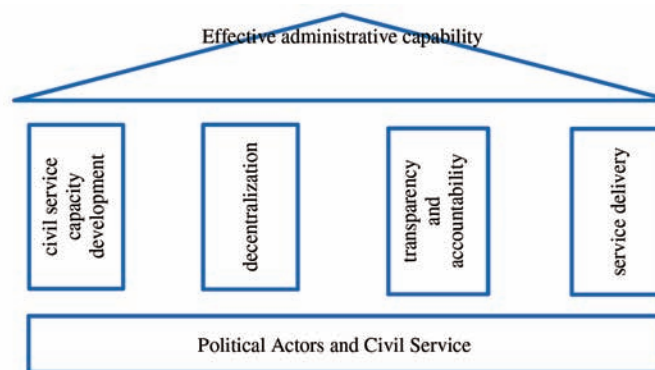 Effective administrative capability
civil service
capacity
development
decentralization
transparency
and
accountability
service delivery
Political Actors and Civil Service